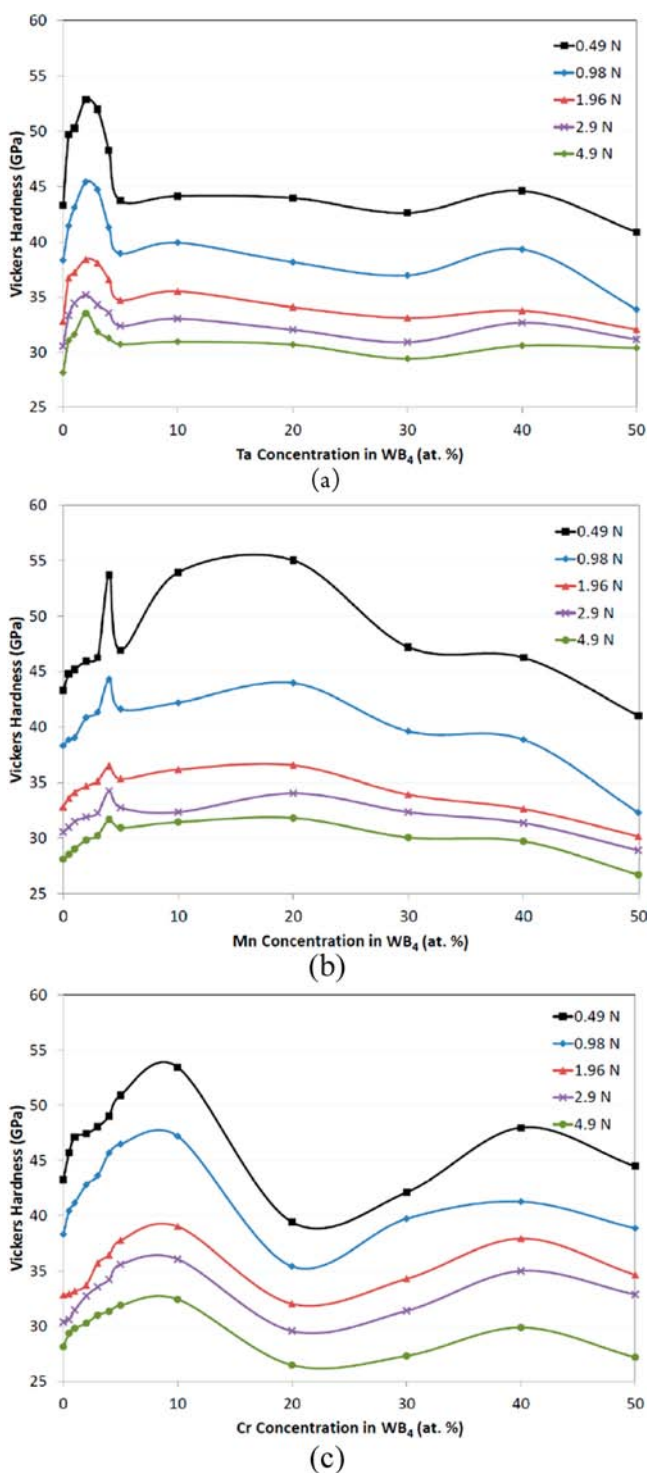 60
55
50
45
40
35
30
25
Vickers Hardness (GPa)
0.49 N
0.98 N
1.96 N
2.9 N
4.9 N
0 10 20 30 40 50
Ta Concentration in WB4 (at. %)
(a)
60
55
50
45
40
35
30
25
Vickers Hardness (GPa)
0.49 N
0.98 N
1.96 N
2.9 N
4.9 N
0 10 20 30 40 50
Mn Concentration in WB4 (at. %)
(b)
60
55
50
45
40
35
30
25
Vickers Hardness (GPa)
0.49 N
0.98 N
1.96 N
2.9 N
4.9 N
0 10 20 30 40 50
Cr Concentration in WB4 (at. %)
(c)